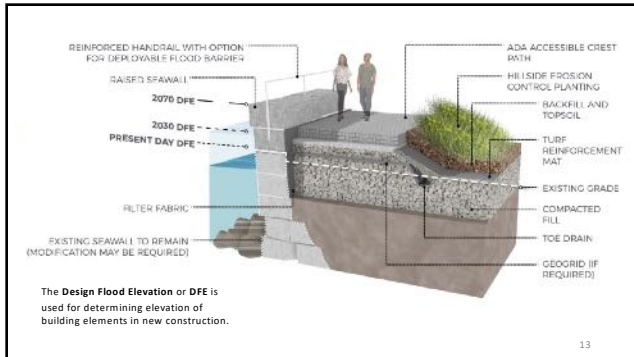 REINFORCED HANDRAIL WITH OPTION
FOR DEPLOYABLE FLOOD BARRIER
RAISED SEAWALL
2070 DFE
2030 DFE
PRESENT DAY DFE
FILTER FABRIC
EXISTING SEAWALL TO REMAIN
(MODIFICATION MAY BE REQUIRED)
ADA ACCESSIBLE CREST
PATH
HILLSIDE EROSION
CONTROL PLANTING
BACKFILL AND
TOPSOIL
TURF
REINFORCEMENT
MAT
EXISTING GRADE
COMPACTED
FILL
TOE DRAIN
GEOGRID (IF
REQUIRED)
The Design Flood Elevation or DFE is
used for determining elevation of
building elements in new construction.
13